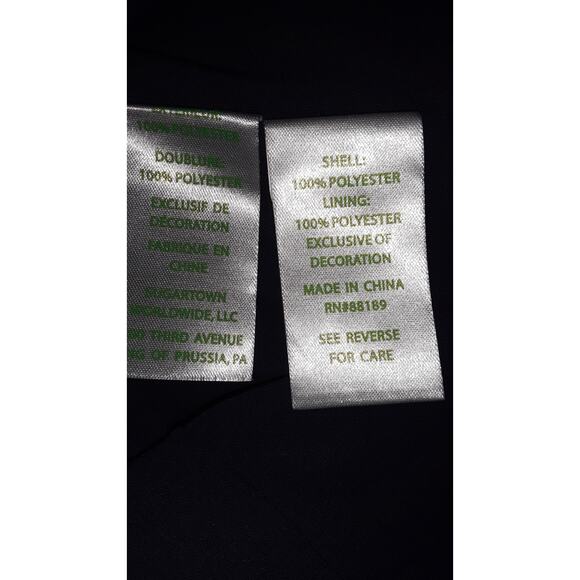 100% POLYESTER
DOUBLURE:
100% POLYESTER
EXCLUSIF DE
DÉCORATION
FABRIQUE EN
CHINE
SUGARTOWN
WORLDWIDE, LLC
THIRD AVENUE
OF PRUSSIA, PA
SHELL:
100% POLYESTER
LINING:
100% POLYESTER
EXCLUSIVE OF
DECORATION
MADE IN CHINA
RN#88189
SEE REVERSE
FOR CARE